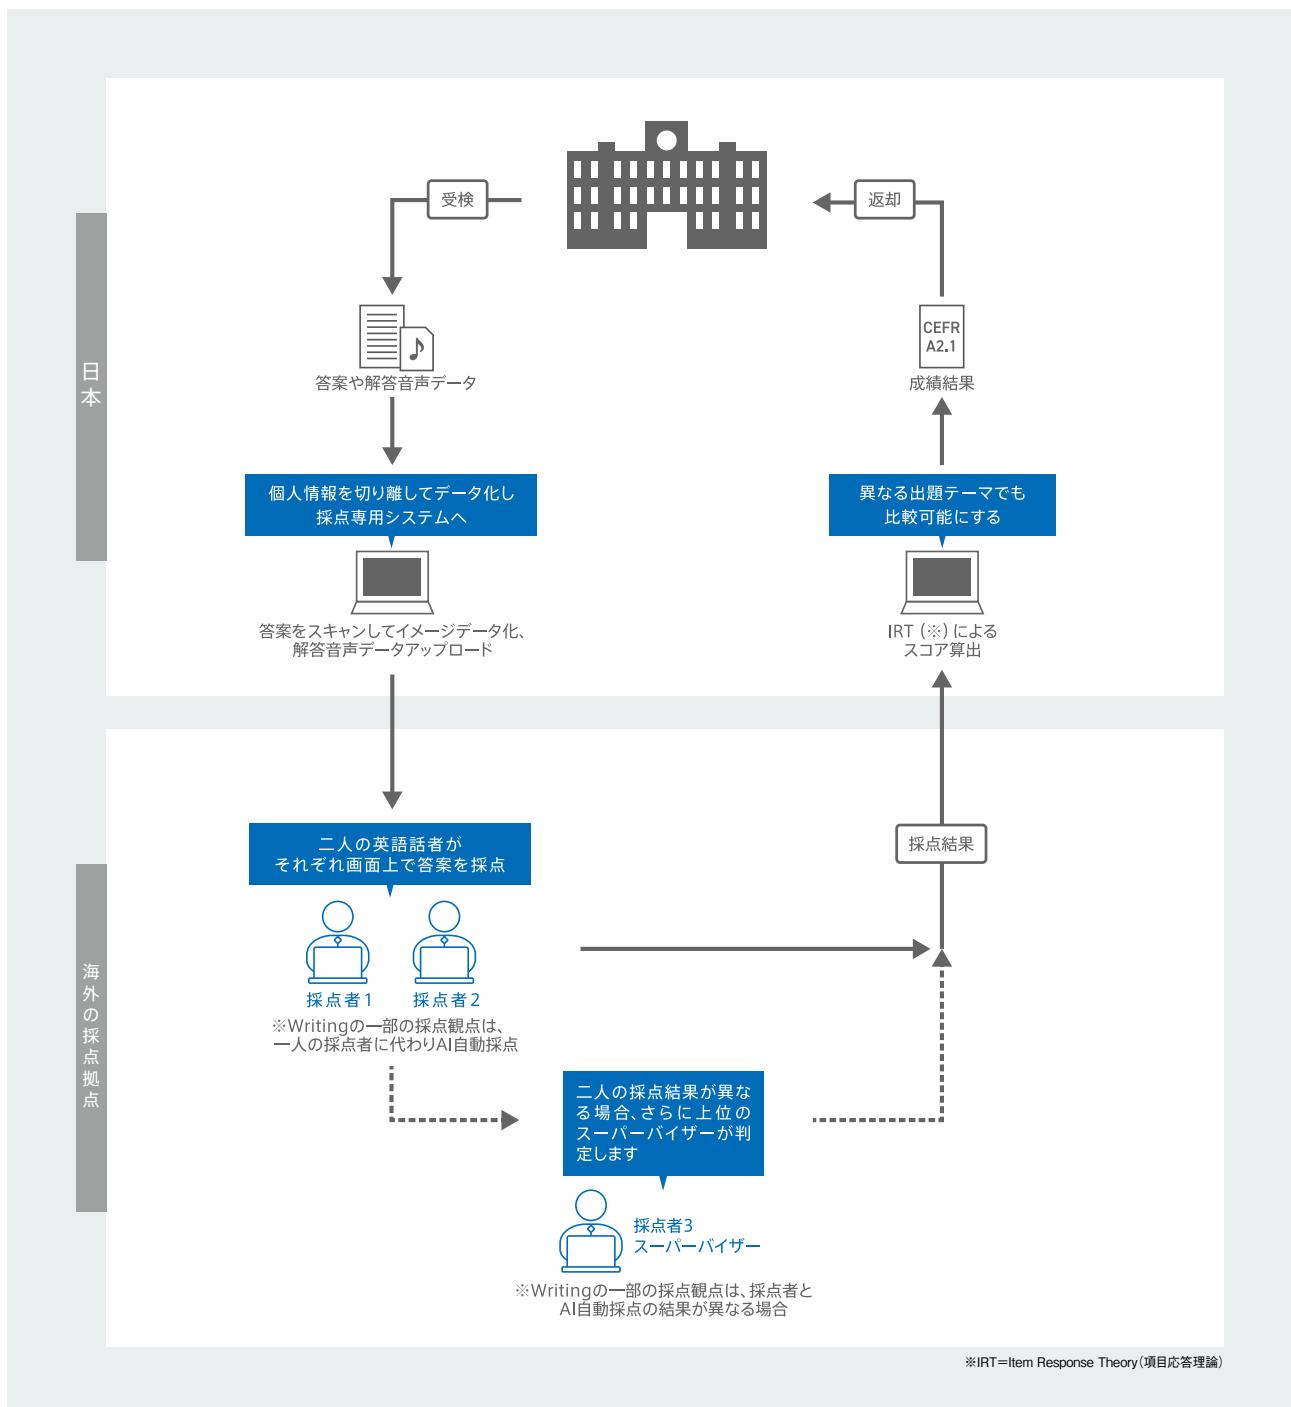 日本
受検
返却
答案や解答音声データ
CEFR
A2.1
成績結果
個人情報を切り離してデータ化し
採点専用システムへ
異なる出題テーマでも
比較可能にする
答案をスキャンしてイメージデータ化、
解答音声データアップロード
IRT（※）による
スコア算出
海外の採点拠点
二人の英語話者が
それぞれ画面上で答案を採点
採点結果
採点者1
採点者2
※Writingの一部の採点観点は、
一人の採点者に代わりAI自動採点
二人の採点結果が異な
る場合、さらに上位の
スーパーバイザーが判
定します
採点者3
スーパーバイザー
※Writingの一部の採点観点は、採点者と
AI自動採点の結果が異なる場合
※IRT＝Item Response Theory（項目応答理論）